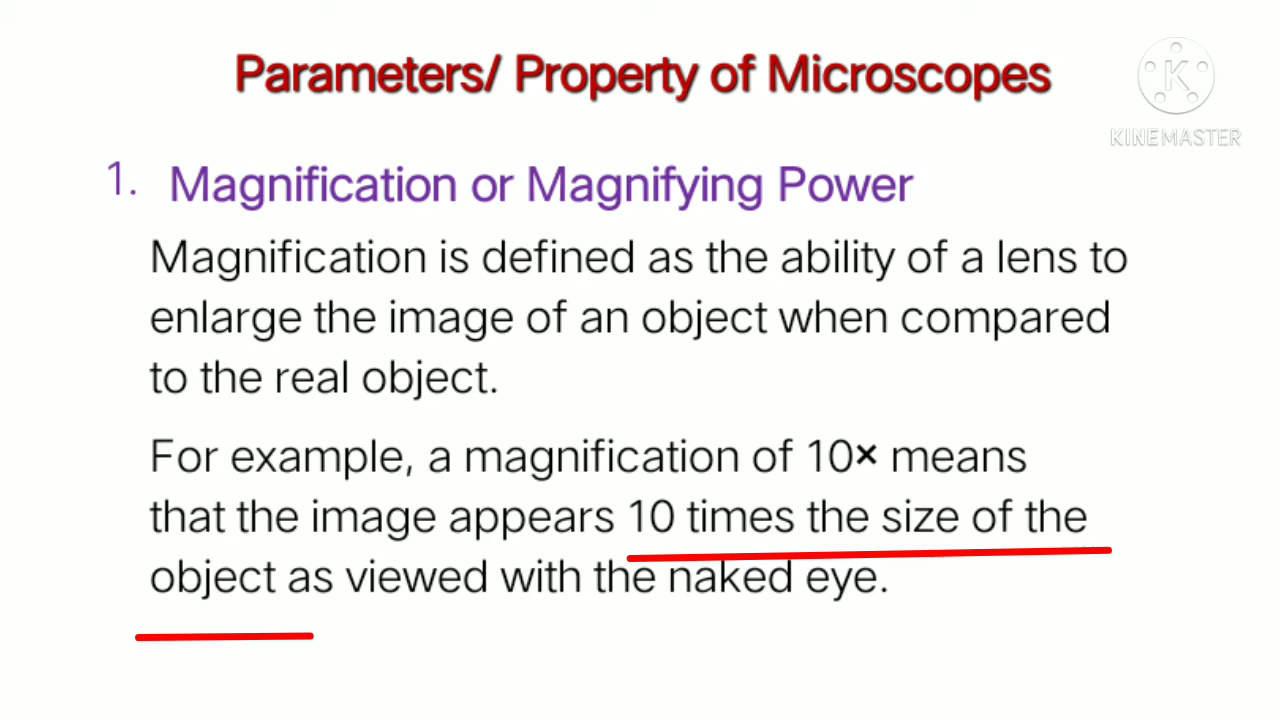 Parameters/ Property of Microscopes
K
KINEMASTER
1. Magnification or Magnifying Power
Magnification is defined as the ability of a lens to
enlarge the image of an object when compared
to the real object.
For example, a magnification of 10× means
that the image appears 10 times the size of the
object as viewed with the naked eye.